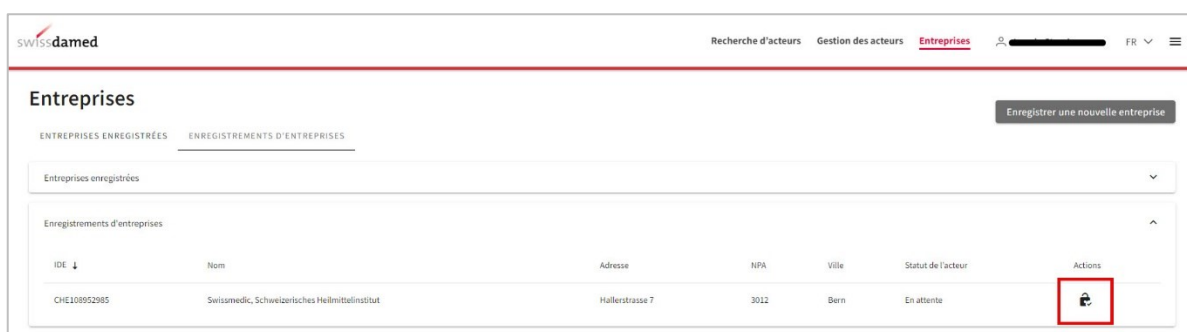 swissdamed
Recherche d'acteurs Gestion des acteurs Entreprises FR
Entreprises
Enregistrer une nouvelle entreprise
ENTREPRISES ENREGISTRÉES ENREGISTREMENTS D'ENTREPRISES
Entreprises enregistrées
Enregistrements d'entreprises
IDE ↓ Nom Adresse NPA Ville Statut de l'acteur Actions
CHE108952985 Swissmedic, Schweizerisches Heilmittelinstitut Hallerstrasse 7 3012 Bern En attente